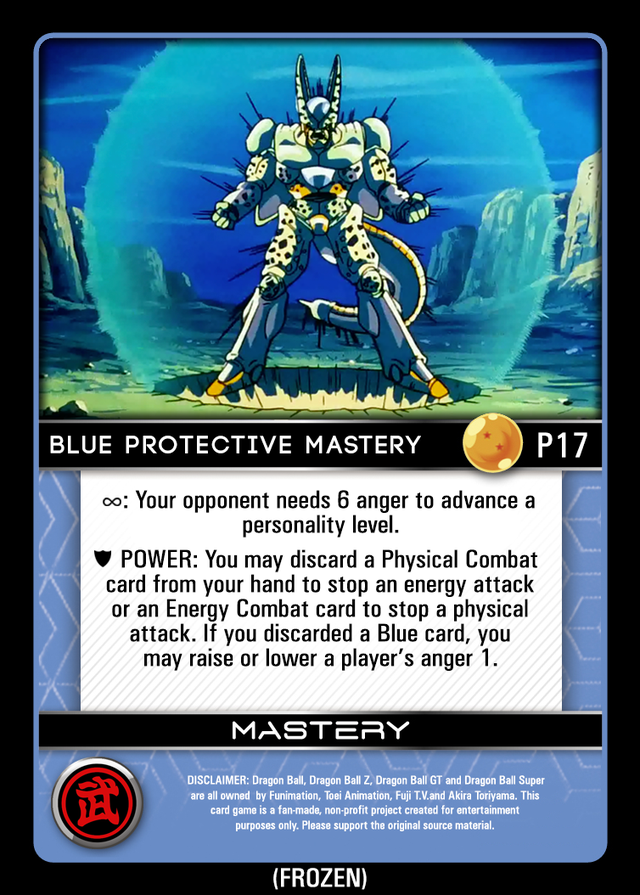 BLUE PROTECTIVE MASTERY
P17
∞: Your opponent needs 6 anger to advance a
personality level.
POWER: You may discard a Physical Combat
card from your hand to stop an energy attack
or an Energy Combat card to stop a physical
attack. If you discarded a Blue card, you
may raise or lower a player's anger 1.
MASTERY
武
DISCLAIMER: Dragon Ball, Dragon Ball Z, Dragon Ball GT and Dragon Ball Super
are all owned by Funimation, Toei Animation, Fuji T.V.and Akira Toriyama. This
card game is a fan-made, non-profit project created for entertainment
purposes only. Please support the original source material.
(FROZEN)